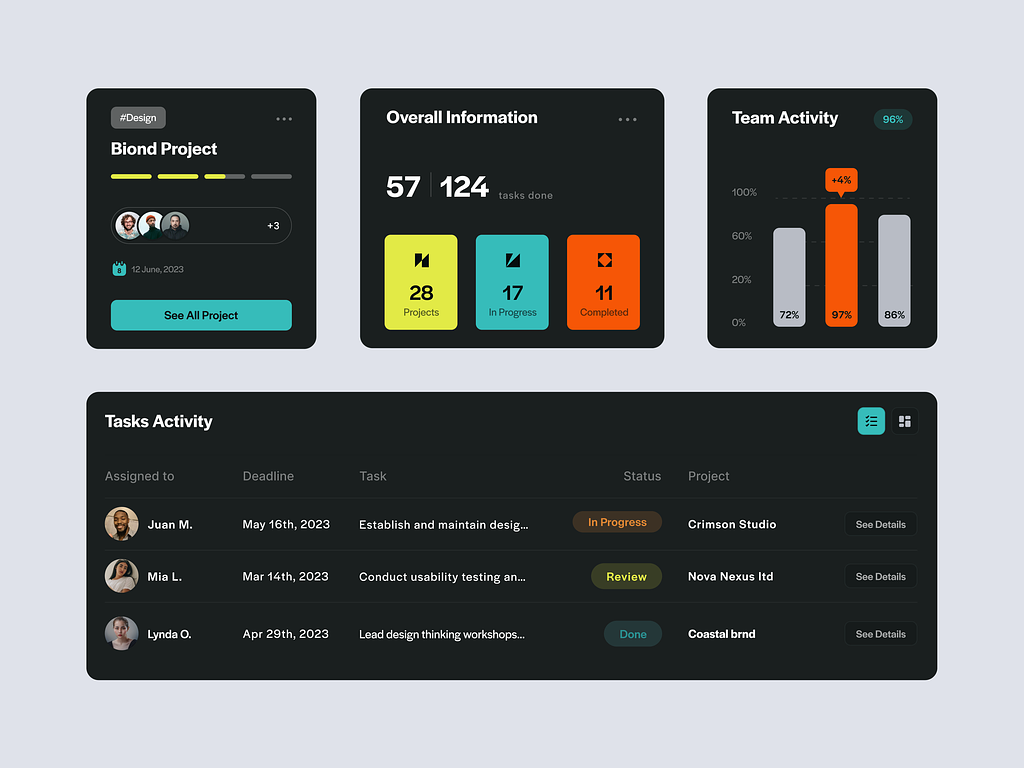 #Design
Biond Project
+3
8
12 June, 2023
See All Project
Overall Information
57 124 tasks done
28
Projects
17
In Progress
11
Completed
Team Activity
96%
+4%
100%
60%
20%
0%
72%
97%
86%
Tasks Activity
Assigned to Deadline Task Status Project
Juan M. May 16th, 2023 Establish and maintain desig... In Progress Crimson Studio See Details
Mia L. Mar 14th, 2023 Conduct usability testing an... Review Nova Nexus ltd See Details
Lynda O. Apr 29th, 2023 Lead design thinking workshops... Done Coastal brnd See Details